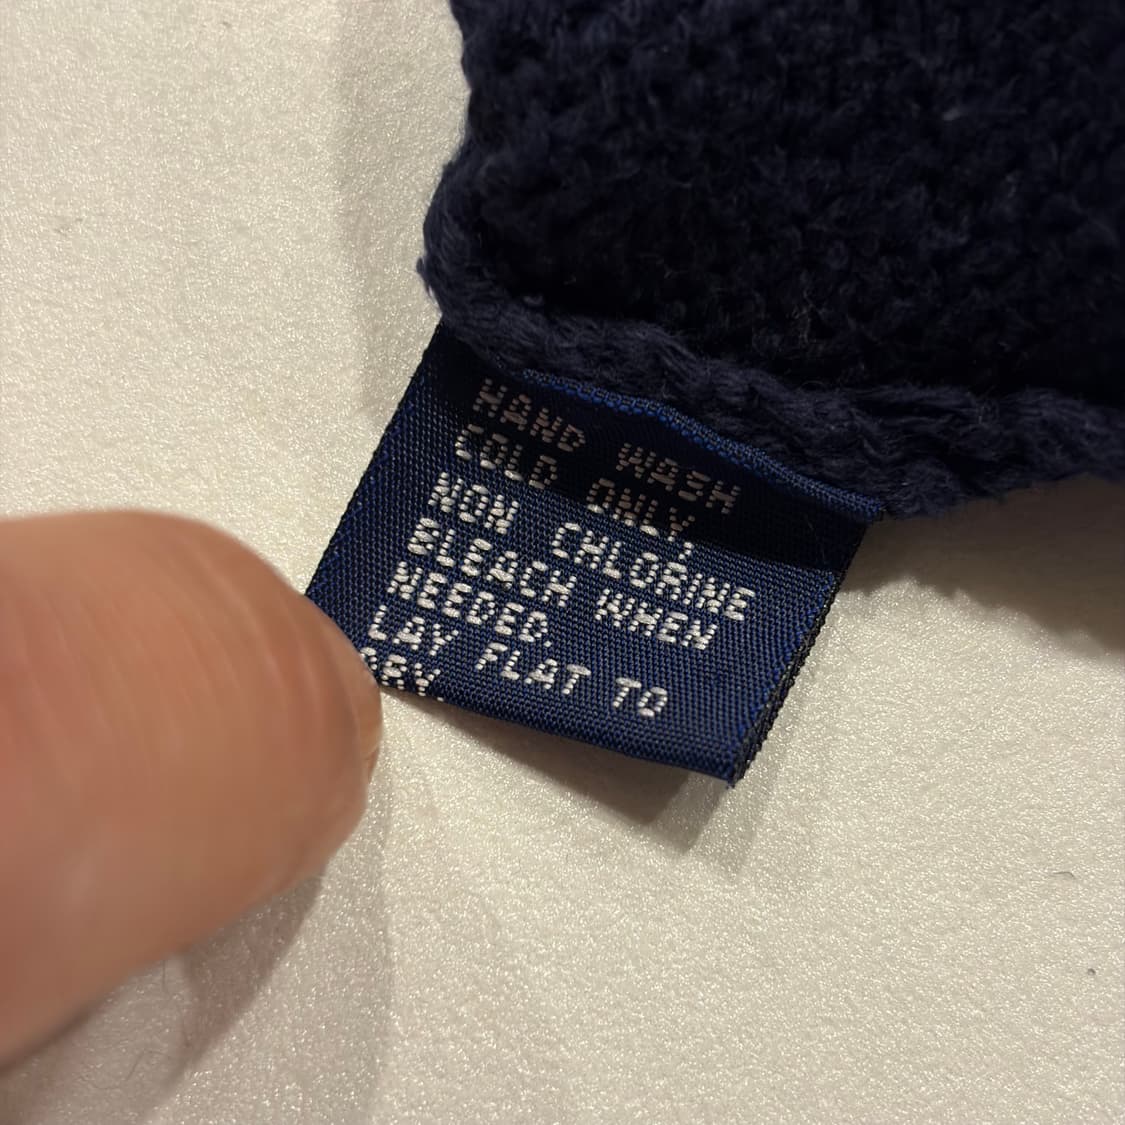 HAND WASH
COLD ONLY,
NON CHLORINE
BLEACH WHEN
NEEDED,
LAY FLAT TO
DRY.